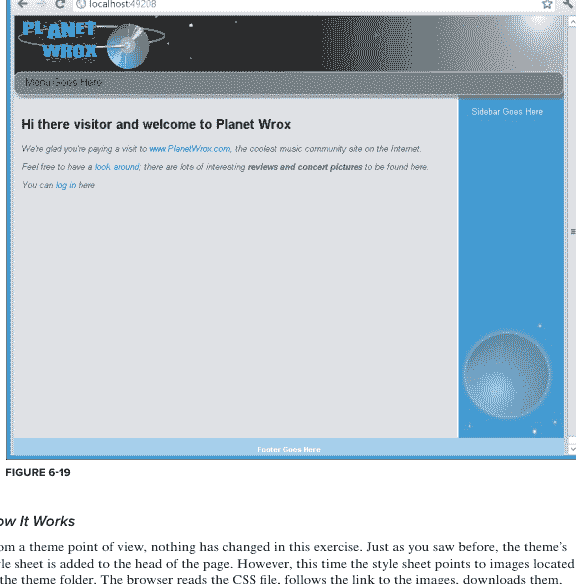 localhost:49208
PLANET
WROX
Menu Goes Here
Sidebar Goes Here
Hi there visitor and welcome to Planet Wrox
We're glad you're paying a visit to www.PlanetWrox.com, the coolest music community site on the Internet.
Feel free to have a look around; there are lots of interesting reviews and concert pictures to be found here.
You can log in here
Footer Goes Here
FIGURE 6-19
ow It Works
om a theme point of view, nothing has changed in this exercise. Just as you saw before, the theme's
yle sheet is added to the head of the page. However, this time the style sheet points to images located
the theme folder. The browser reads the CSS file, follows the link to the images, downloads them,